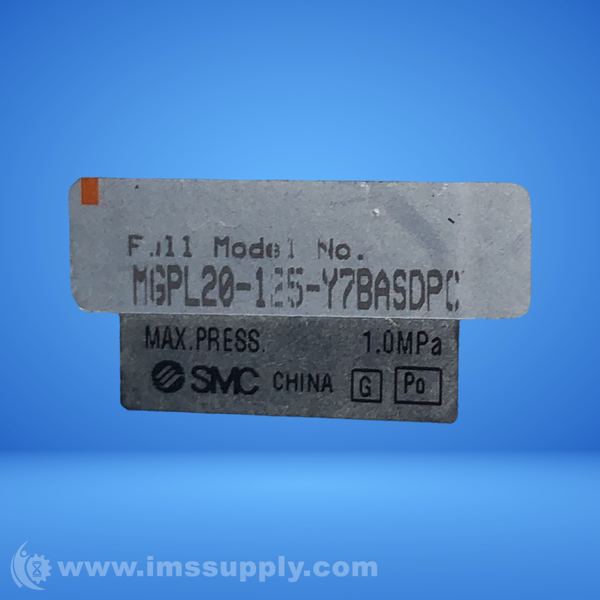 Full Model No.
MGPL20-125-Y7BASDPC
MAX.PRESS. 1.0MPa
SMC CHINA G Po
www.imssupply.com